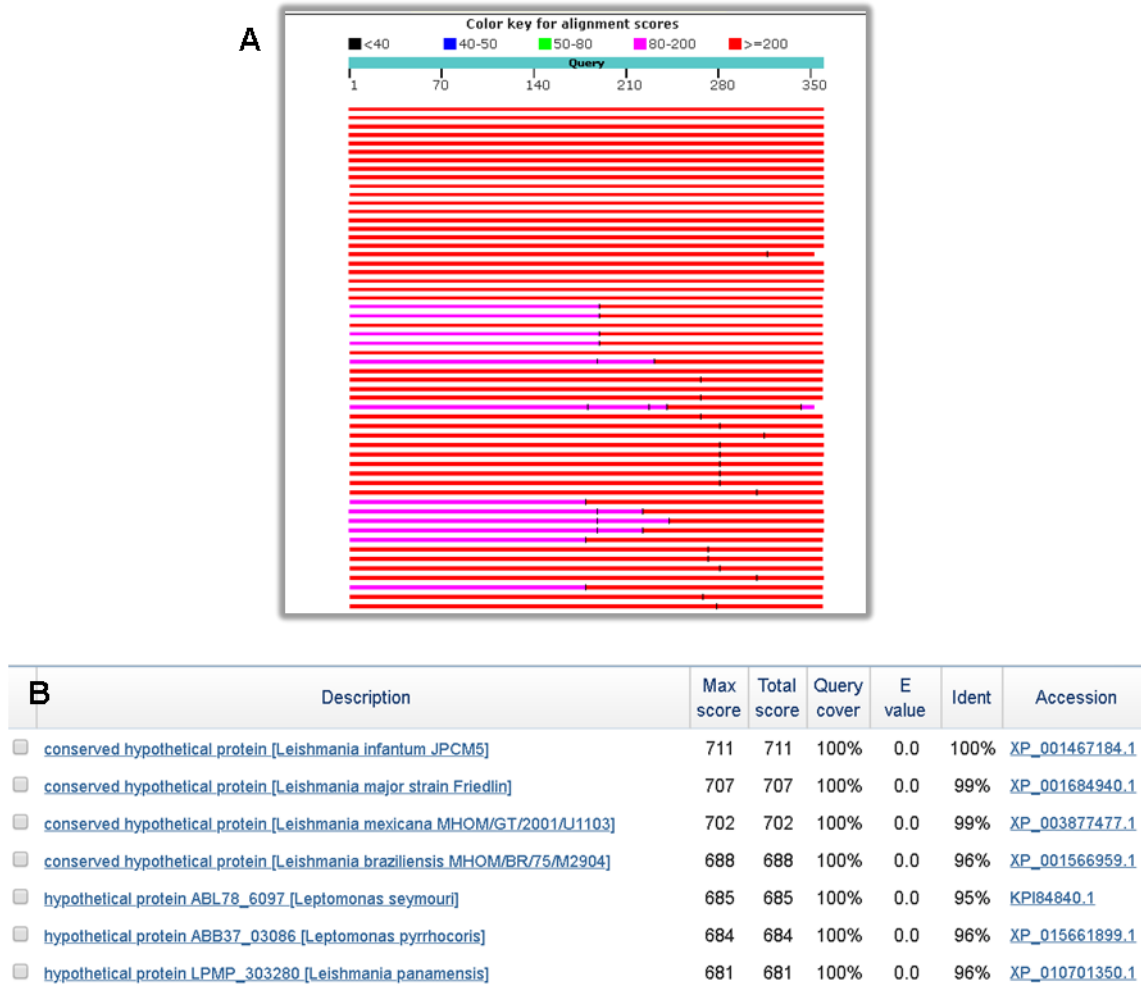 A
Color key for alignment scores
<40 40-50 50-80 80-200 >=200
Query
1 70 140 210 280 350
B Description Max score Total score Query cover E value Ident Accession
conserved hypothetical protein [Leishmania infantum JPCM5] 711 711 100% 0.0 100% XP_001467184.1
conserved hypothetical protein [Leishmania major strain Friedlin] 707 707 100% 0.0 99% XP_001684940.1
conserved hypothetical protein [Leishmania mexicana MHOM/GT/2001/U1103] 702 702 100% 0.0 99% XP_003877477.1
conserved hypothetical protein [Leishmania braziliensis MHOM/BR/75/M2904] 688 688 100% 0.0 96% XP_001566959.1
hypothetical protein ABL78_6097 [Leptomonas seymouri] 685 685 100% 0.0 95% KPI84840.1
hypothetical protein ABB37_03086 [Leptomonas pyrrhocoris] 684 684 100% 0.0 96% XP_015661899.1
hypothetical protein LPMP_303280 [Leishmania panamensis] 681 681 100% 0.0 96% XP_010701350.1